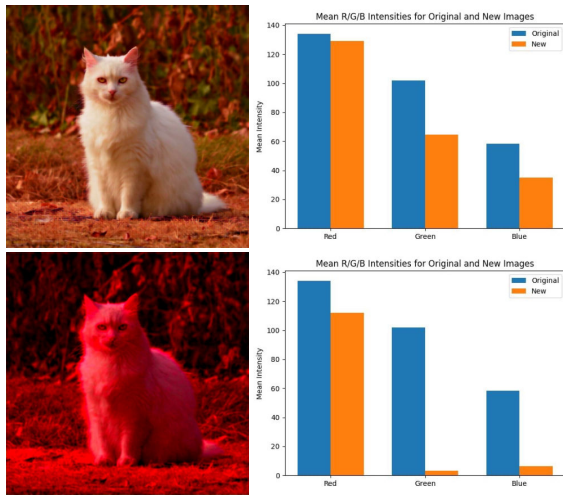 Mean R/G/B Intensities for Original and New Images
Original
New
Mean Intensity
140
120
100
80
60
40
20
0
Red Green Blue
Mean R/G/B Intensities for Original and New Images
Original
New
Mean Intensity
140
120
100
80
60
40
20
0
Red Green Blue